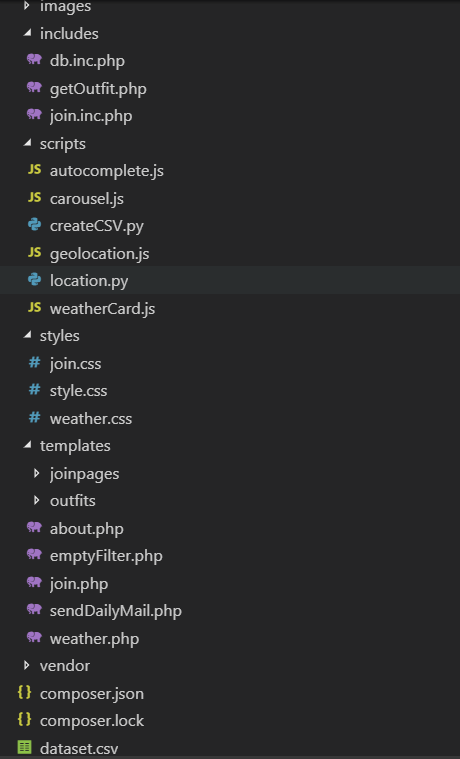 images
includes
db.inc.php
getOutfit.php
join.inc.php
scripts
JS autocomplete.js
JS carousel.js
createCSV.py
JS geolocation.js
location.py
JS weatherCard.js
styles
# join.css
# style.css
# weather.css
templates
joinpages
outfits
about.php
emptyFilter.php
join.php
sendDailyMail.php
weather.php
vendor
{} composer.json
{} composer.lock
dataset.csv